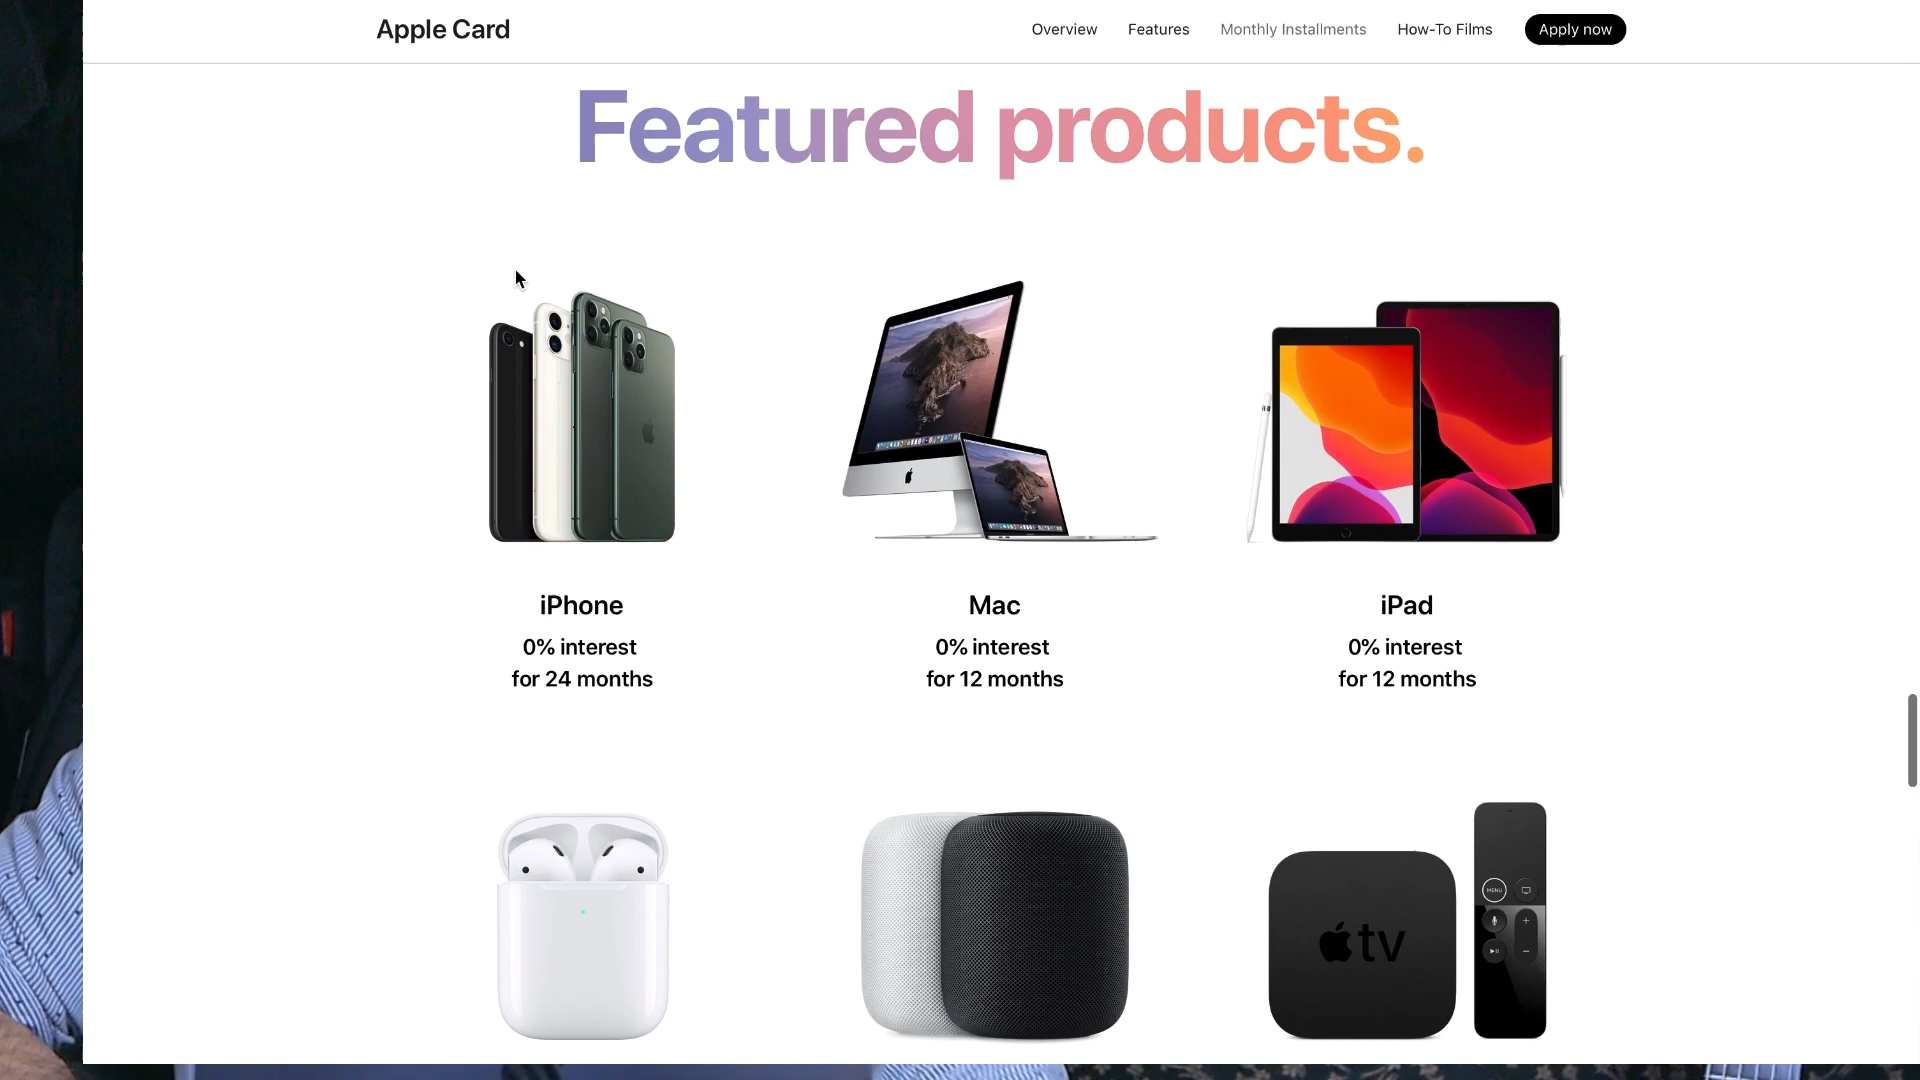 Apple Card
Overview
Features
Monthly Installments
How-To Films
Apply now
Featured products.
iPhone
0% interest
for 24 months
Mac
0% interest
for 12 months
iPad
0% interest
for 12 months
tv
MENU